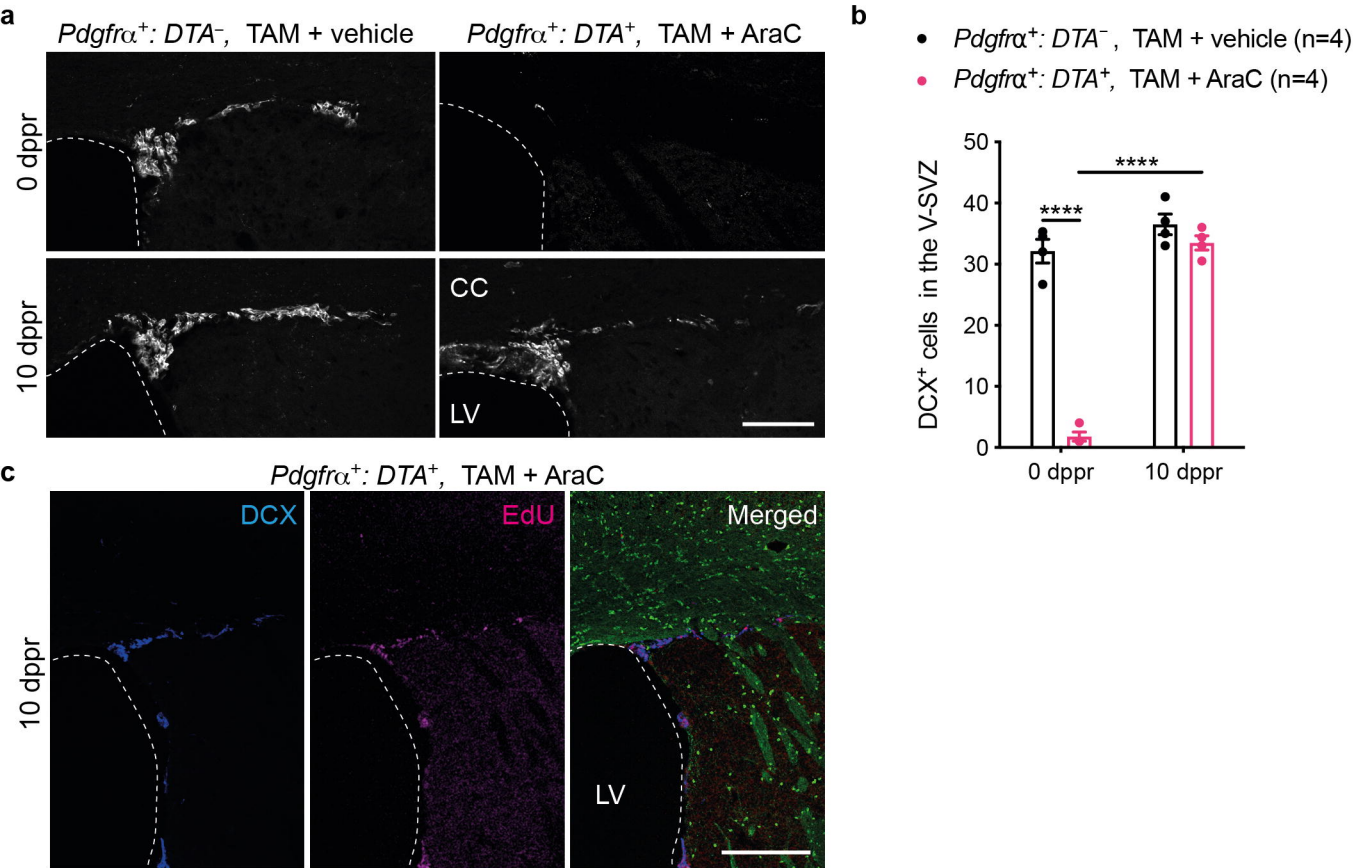 a
Pdgfrα⁺: DTA⁻, TAM + vehicle
Pdgfrα⁺: DTA⁺, TAM + AraC
0 dppr
10 dppr
CC
LV
b
Pdgfrα⁺: DTA⁻ , TAM + vehicle (n=4)
Pdgfrα⁺: DTA⁺, TAM + AraC (n=4)
DCX⁺ cells in the V-SVZ
50
40
30
20
10
0
****
****
0 dppr
10 dppr
c
Pdgfrα⁺: DTA⁺, TAM + AraC
10 dppr
DCX
EdU
Merged
LV